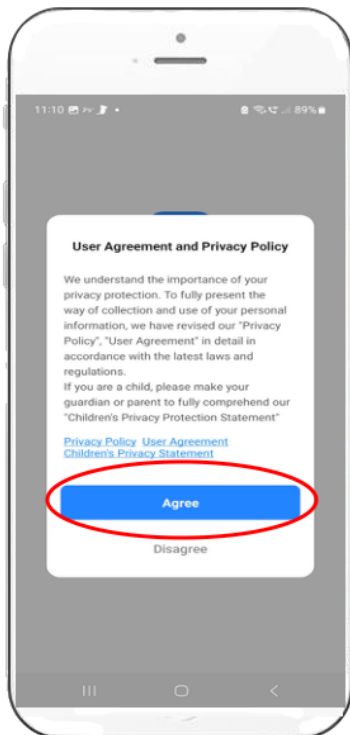 11:10
89%
User Agreement and Privacy Policy
We understand the importance of your
privacy protection. To fully present the
way of collection and use of your personal
information, we have revised our "Privacy
Policy", "User Agreement" in detail in
accordance with the latest laws and
regulations.
If you are a child, please make your
guardian or parent to fully comprehend our
"Children's Privacy Protection Statement"
Privacy Policy User Agreement
Children's Privacy Statement
Agree
Disagree